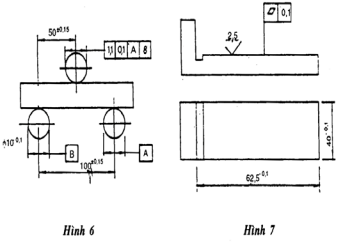 50±0,15
0,1 A B
10-0,1
B
A
100±0,15
2,5
0,1
40-0,1
62,5-0,1
Hình 6
Hình 7